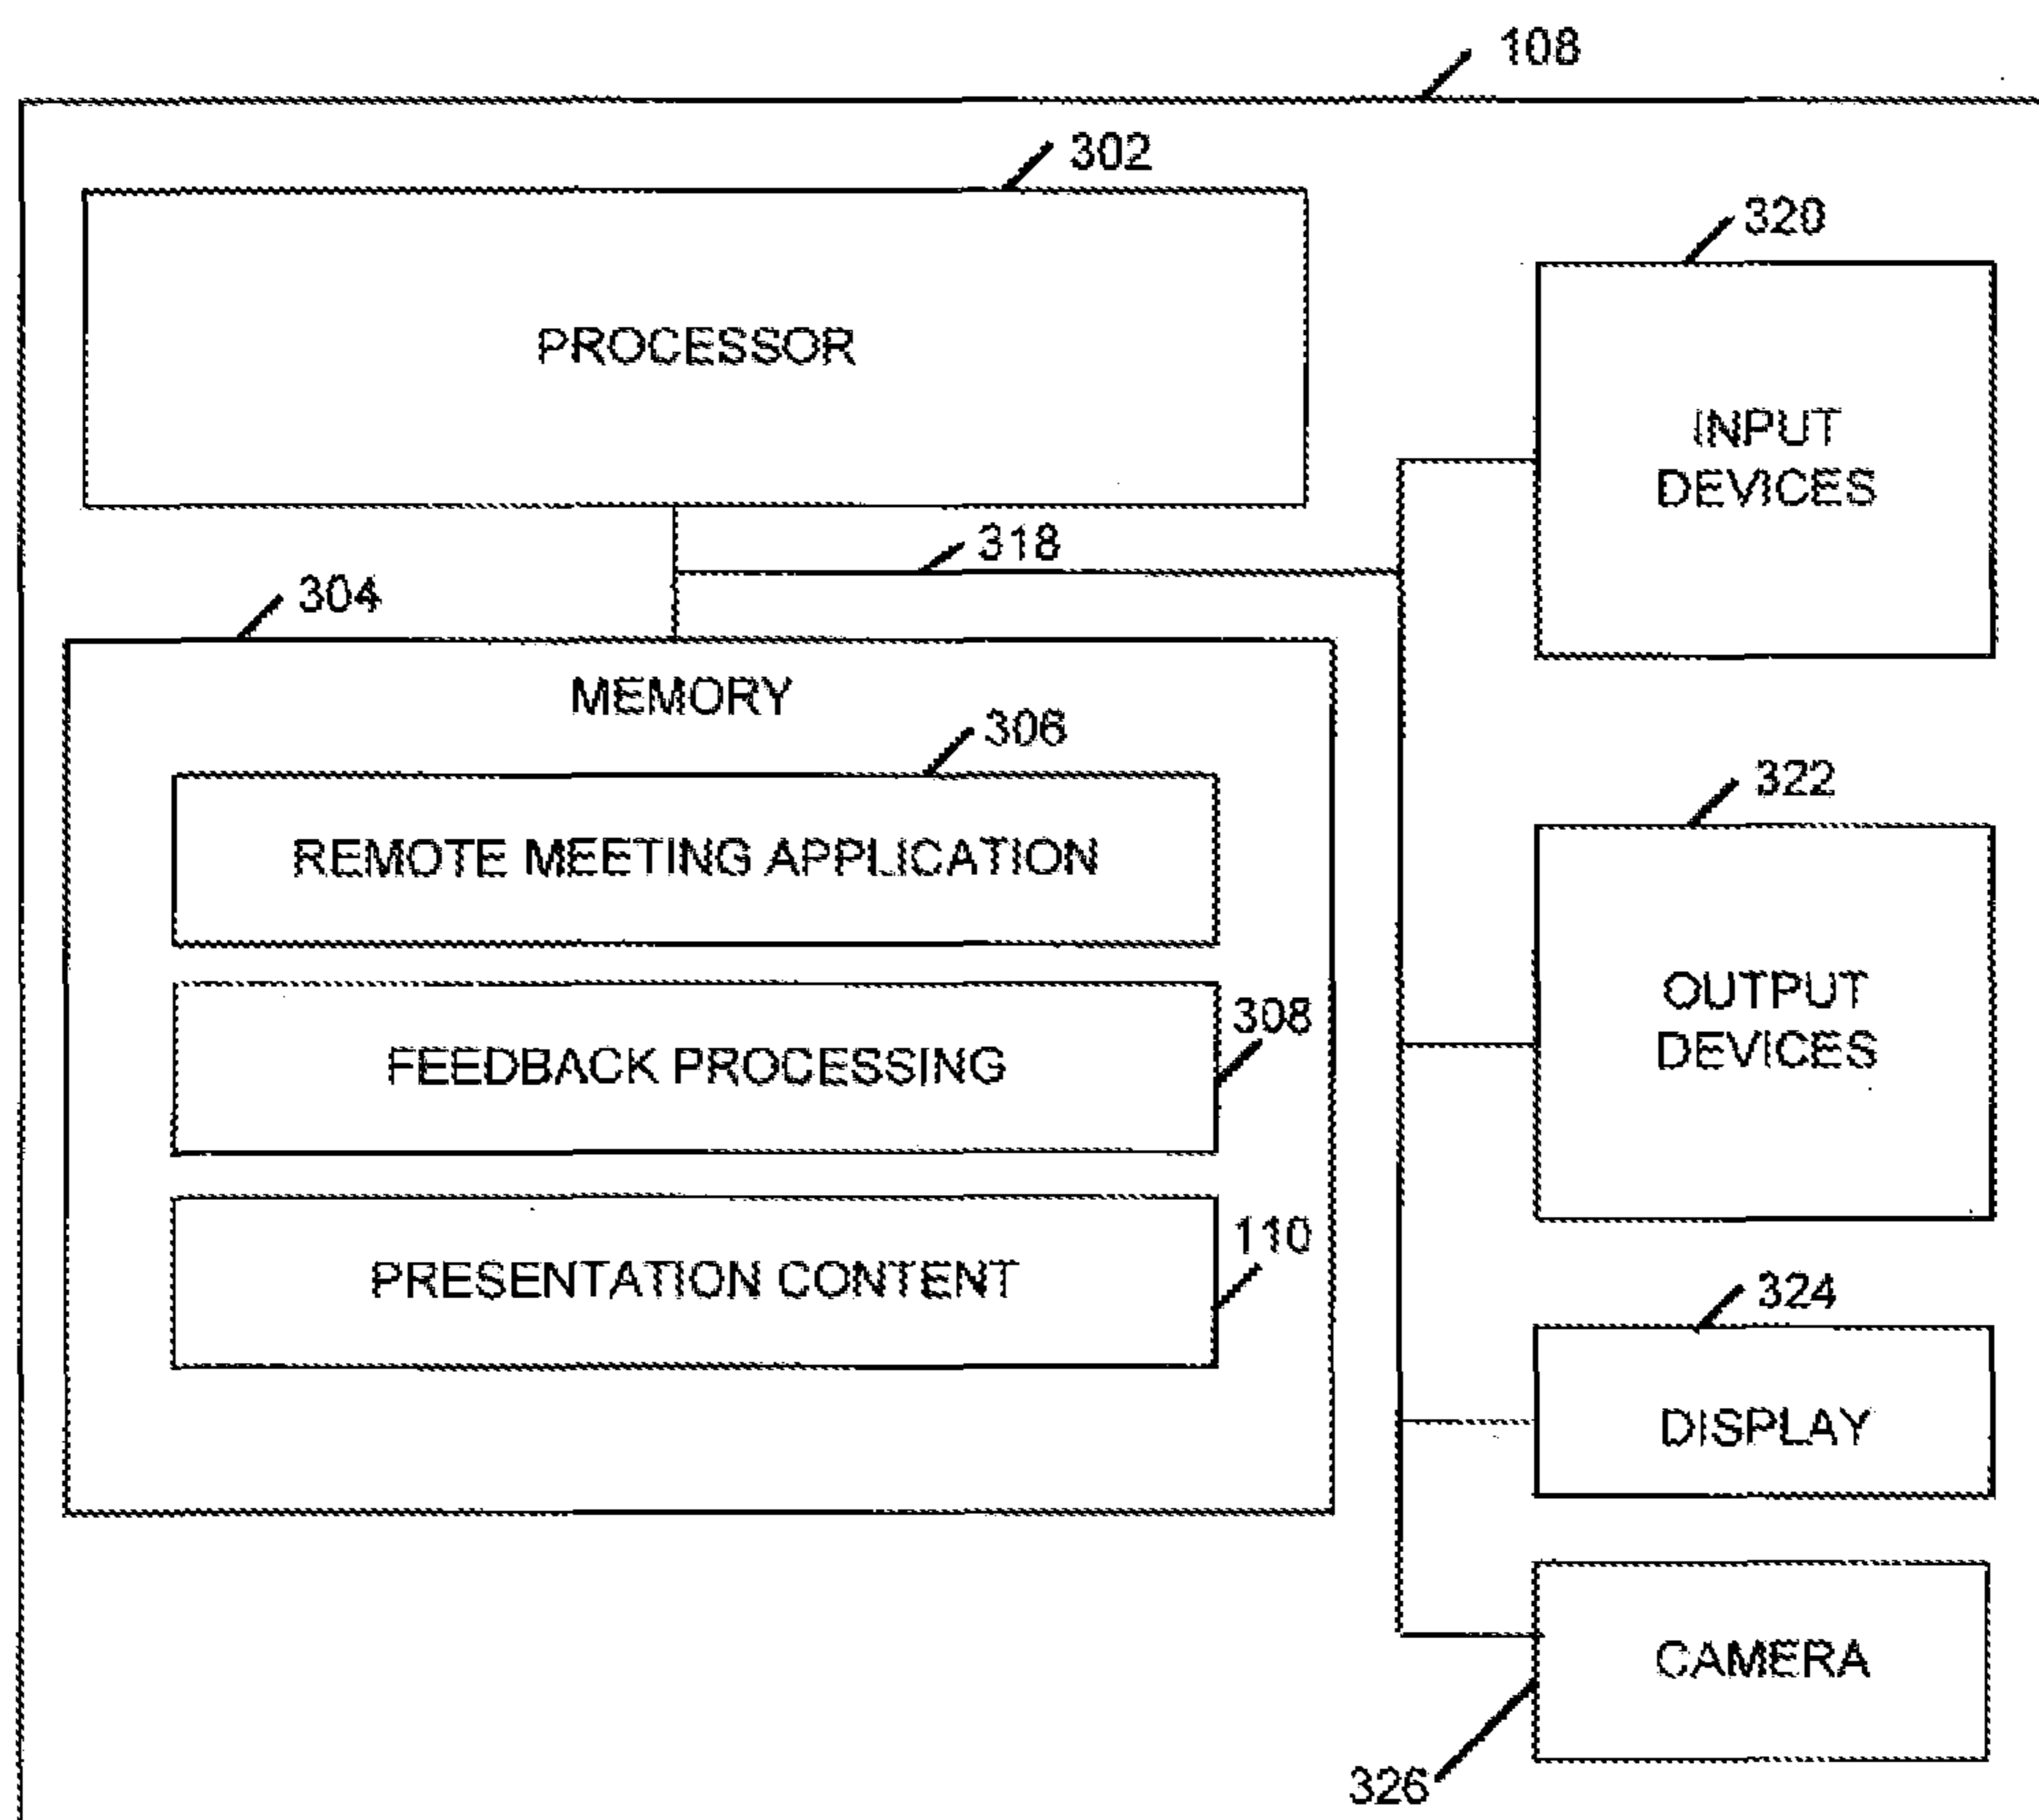 108
302
PROCESSOR
320
INPUT
DEVICES
318
304
MEMORY
306
REMOTE MEETING APPLICATION
308
FEEDBACK PROCESSING
110
PRESENTATION CONTENT
322
OUTPUT
DEVICES
324
DISPLAY
CAMERA
326